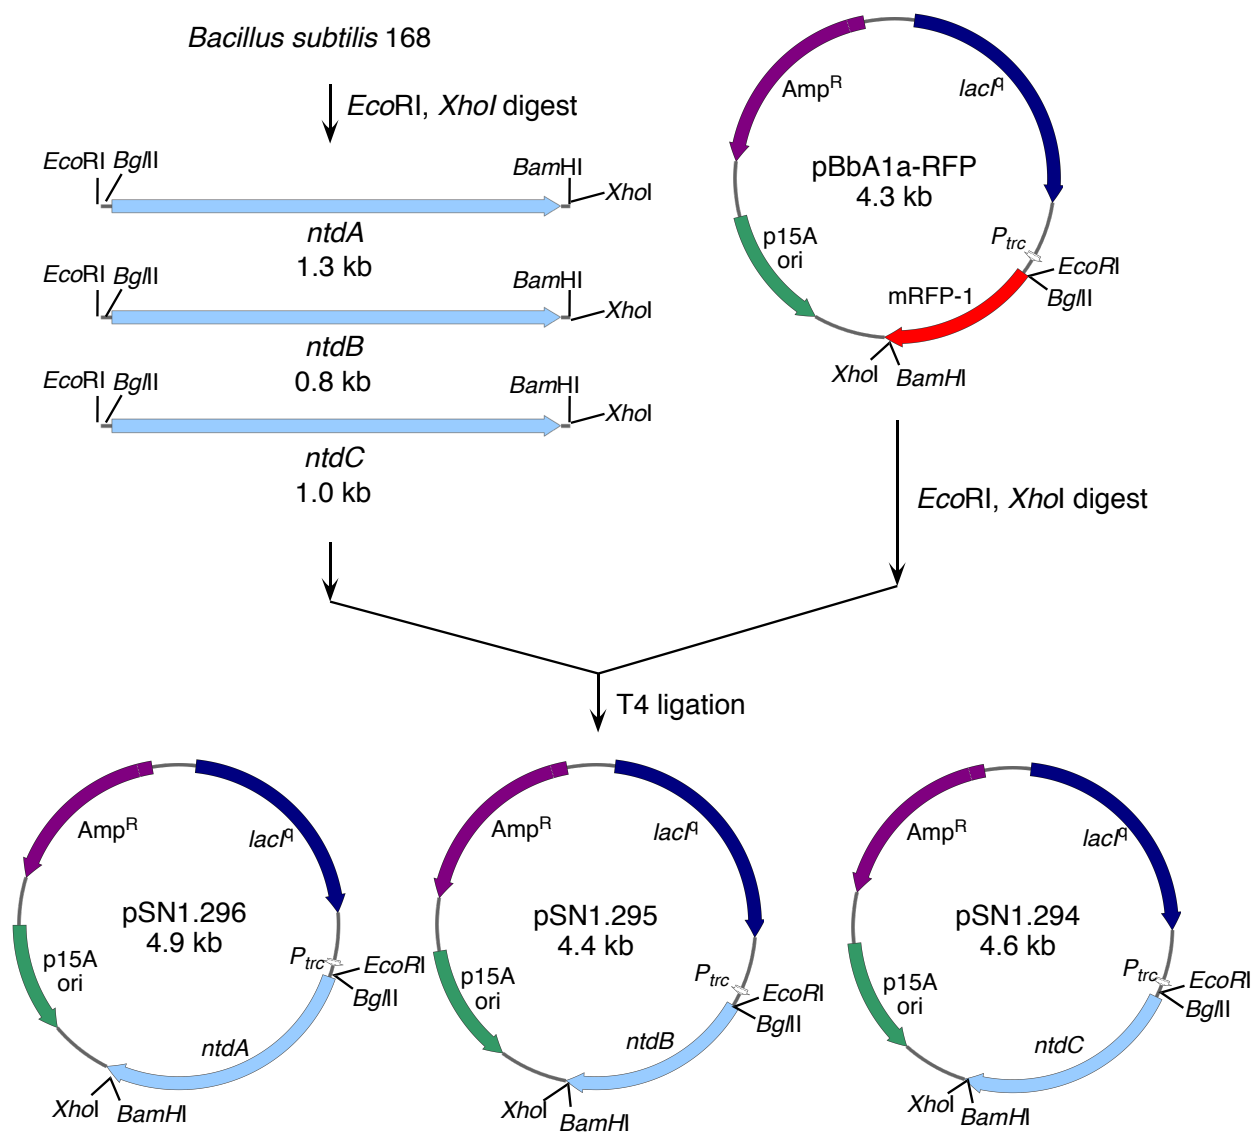 Bacillus subtilis 168
EcoRI, XhoI digest
EcoRI BglII
BamHI
XhoI
ntdA
1.3 kb
EcoRI BglII
BamHI
XhoI
ntdB
0.8 kb
EcoRI BglII
BamHI
XhoI
ntdC
1.0 kb
AmpR
lacIq
pBbA1a-RFP
4.3 kb
p15A
ori
Ptrc
EcoRI
BglII
mRFP-1
XhoI
BamHI
EcoRI, XhoI digest
T4 ligation
AmpR
lacIq
pSN1.296
4.9 kb
p15A
ori
Ptrc
EcoRI
BglII
ntdA
XhoI
BamHI
AmpR
lacIq
pSN1.295
4.4 kb
p15A
ori
Ptrc
EcoRI
BglII
ntdB
XhoI
BamHI
AmpR
lacIq
pSN1.294
4.6 kb
p15A
ori
Ptrc
EcoRI
BglII
ntdC
XhoI
BamHI